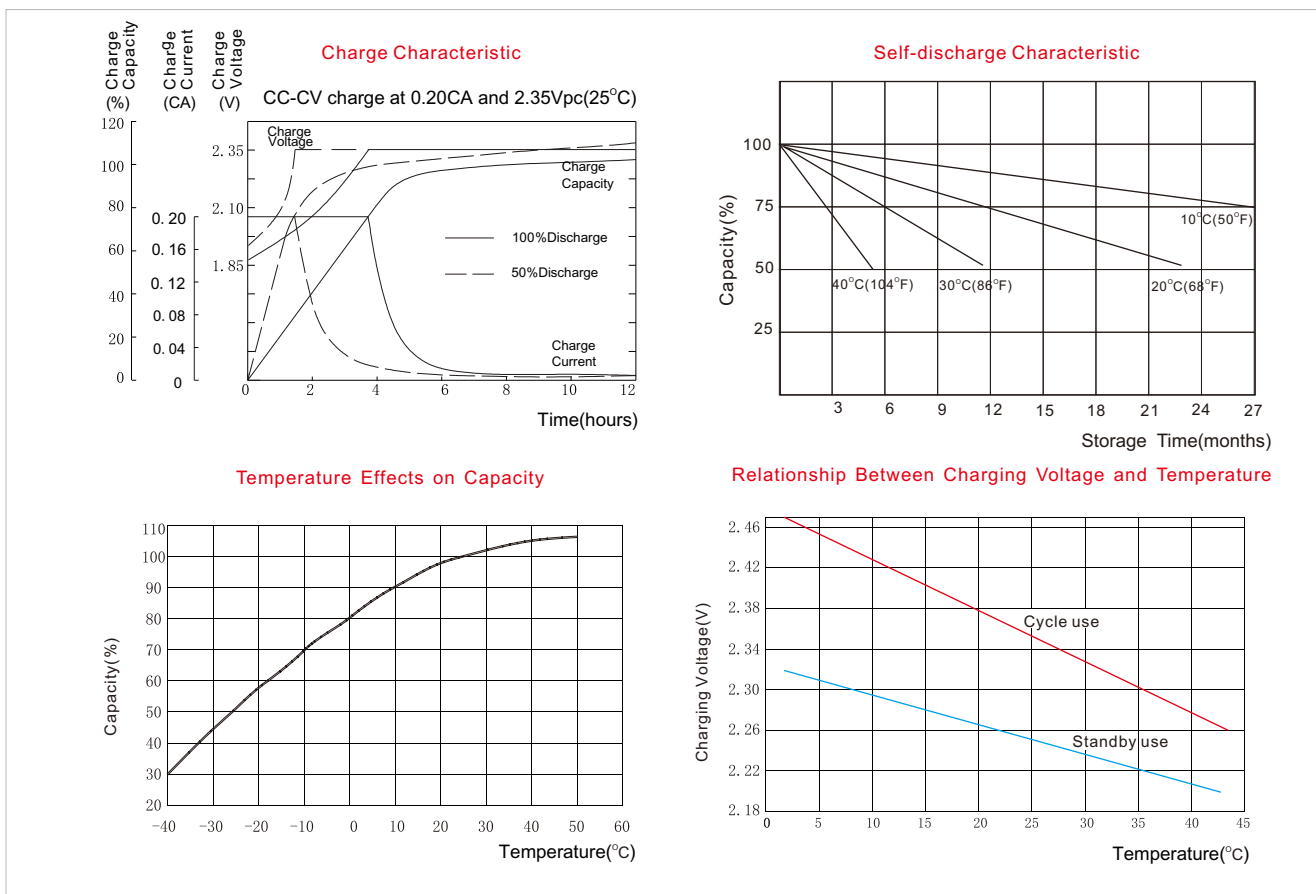 Charge Characteristic
Charge
Capacity
(%)
Charge
Current
(CA)
Charge
Voltage
(V)
CC-CV charge at 0.20CA and 2.35Vpc(25°C)
120
100
80
60
40
20
0
0.20
0.16
0.12
0.08
0.04
0
2.35
2.10
1.85
Charge
Voltage
Charge
Capacity
100%Discharge
50%Discharge
Charge
Current
0 2 4 6 8 10 12
Time(hours)
Self-discharge Characteristic
Capacity(%)
100
75
50
25
10°C(50°F)
40°C(104°F) 30°C(86°F) 20°C(68°F)
3 6 9 12 15 18 21 24 27
Storage Time(months)
Temperature Effects on Capacity
Capacity(%)
110
100
90
80
70
60
50
40
30
20
-40 -30 -20 -10 0 10 20 30 40 50 60
Temperature(°C)
Relationship Between Charging Voltage and Temperature
Charging Voltage(V)
2.46
2.42
2.38
2.34
2.30
2.26
2.22
2.18
Cycle use
Standby use
0 5 10 15 20 25 30 35 40 45
Temperature(°C)